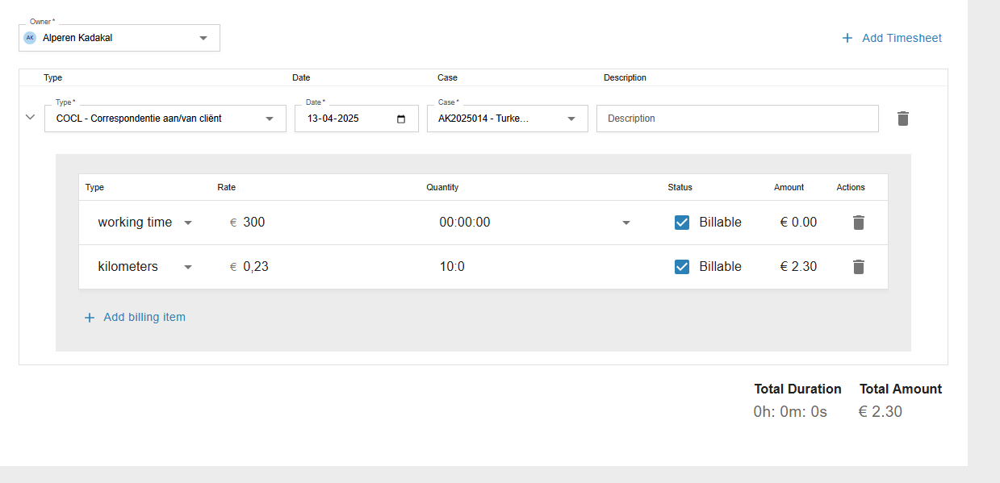 Owner *
AK Alperen Kadakal
+ Add Timesheet
Type Date Case Description
Type * Date * Case *
COCL - Correspondentie aan/van cliënt 13-04-2025 AK2025014 - Turke... Description
Type Rate Quantity Status Amount Actions
working time € 300 00:00:00 Billable € 0.00
kilometers € 0,23 10:0 Billable € 2.30
+ Add billing item
Total Duration Total Amount
0h: 0m: 0s € 2.30